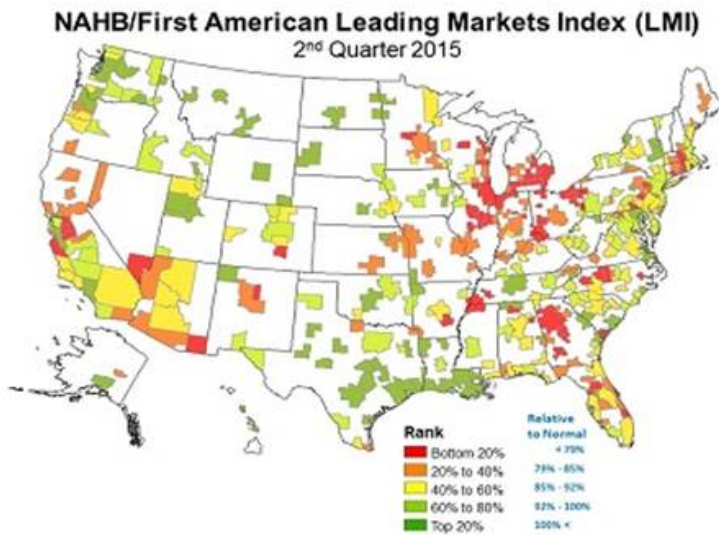 NAHB/First American Leading Markets Index (LMI)
2nd Quarter 2015
Rank
Relative
to Normal
Bottom 20%
< 79%
20% to 40%
79% - 85%
40% to 60%
85% - 92%
60% to 80%
92% - 100%
Top 20%
100% <